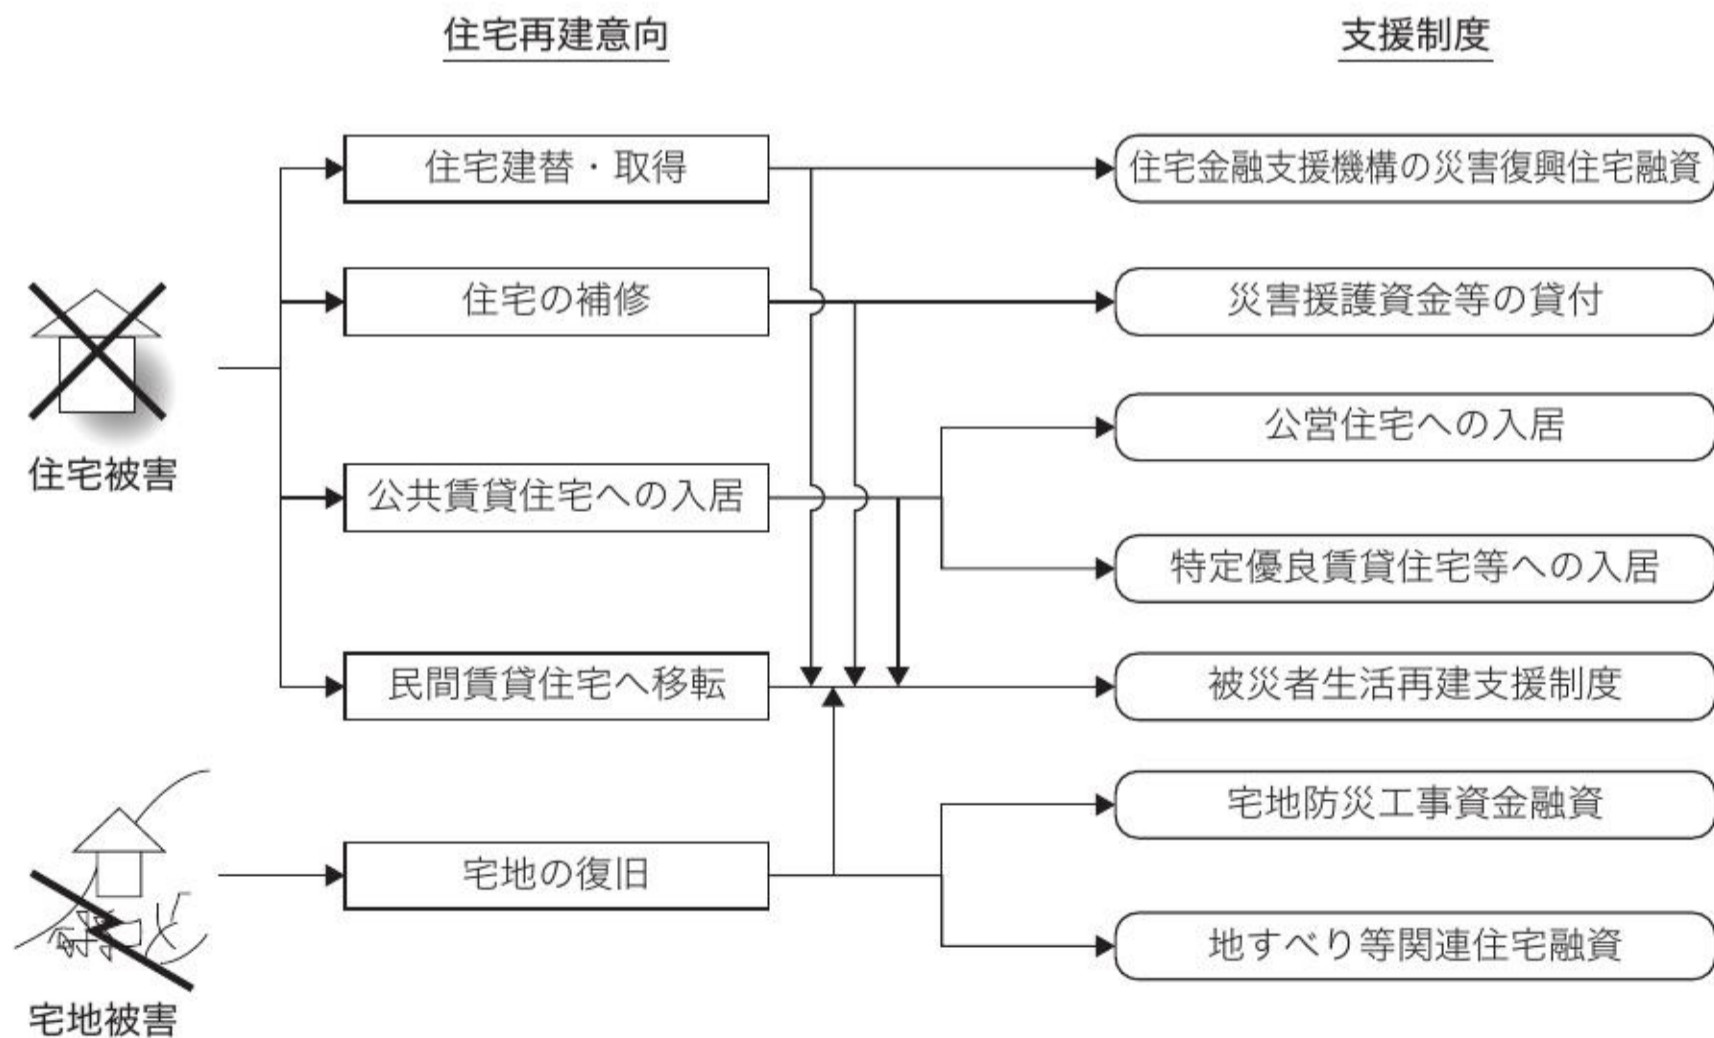 住宅再建意向
支援制度
住宅建替・取得
住宅金融支援機構の災害復興住宅融資
住宅の補修
災害援護資金等の貸付
公営住宅への入居
住宅被害
公共賃貸住宅への入居
特定優良賃貸住宅等への入居
民間賃貸住宅へ移転
被災者生活再建支援制度
宅地防災工事資金融資
宅地の復旧
地すべり等関連住宅融資
宅地被害